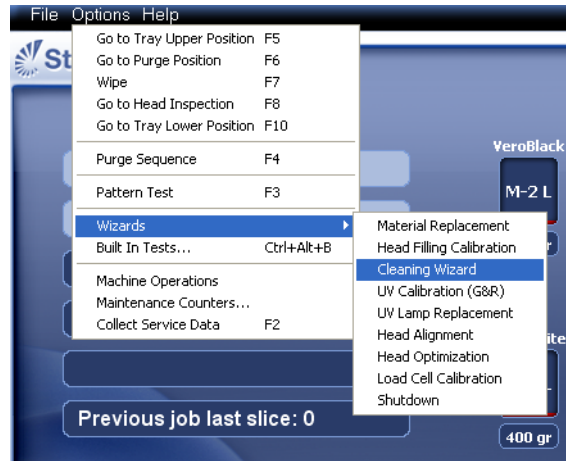 File Options Help
Go to Tray Upper Position F5
Go to Purge Position F6
Wipe F7
Go to Head Inspection F8
Go to Tray Lower Position F10
Purge Sequence F4
Pattern Test F3
Wizards
Built In Tests... Ctrl+Alt+B
Machine Operations
Maintenance Counters...
Collect Service Data F2
Material Replacement
Head Filling Calibration
Cleaning Wizard
UV Calibration (G&R)
UV Lamp Replacement
Head Alignment
Head Optimization
Load Cell Calibration
Shutdown
St
VeroBlack
M-2 L
r
ite
Previous job last slice: 0
400 gr